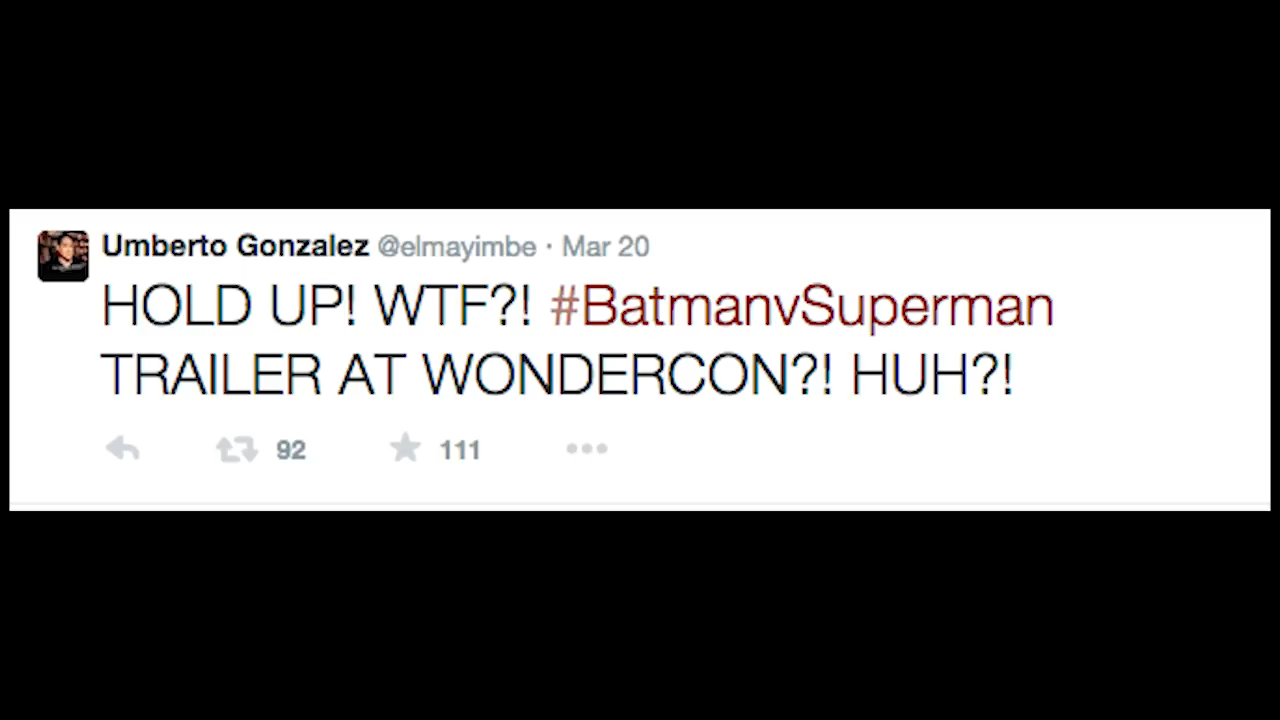 Umberto Gonzalez @elmayimbe · Mar 20
HOLD UP! WTF?! #BatmanvSuperman
TRAILER AT WONDERCON?! HUH?!
92 111